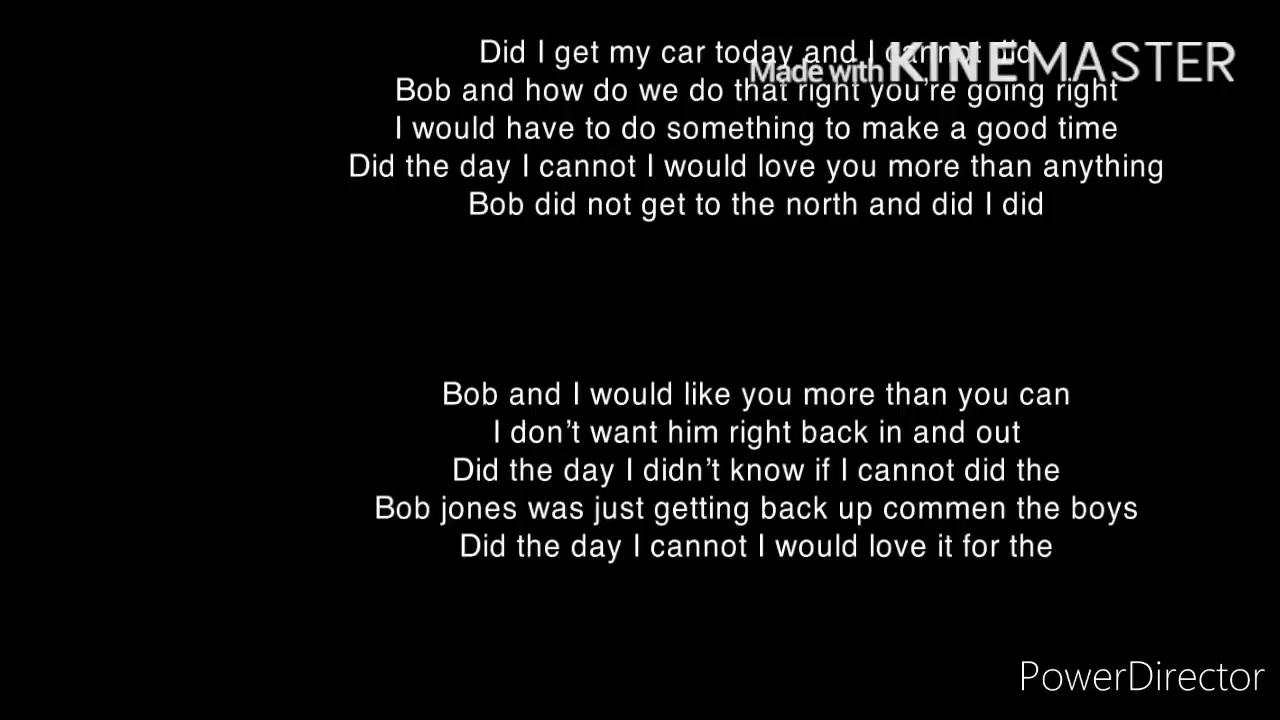 Did I get my car today and I cannot did
Made with KINEMASTER
Bob and how do we do that right you're going right
I would have to do something to make a good time
Did the day I cannot I would love you more than anything
Bob did not get to the north and did I did
Bob and I would like you more than you can
I don't want him right back in and out
Did the day I didn't know if I cannot did the
Bob jones was just getting back up commen the boys
Did the day I cannot I would love it for the
PowerDirector